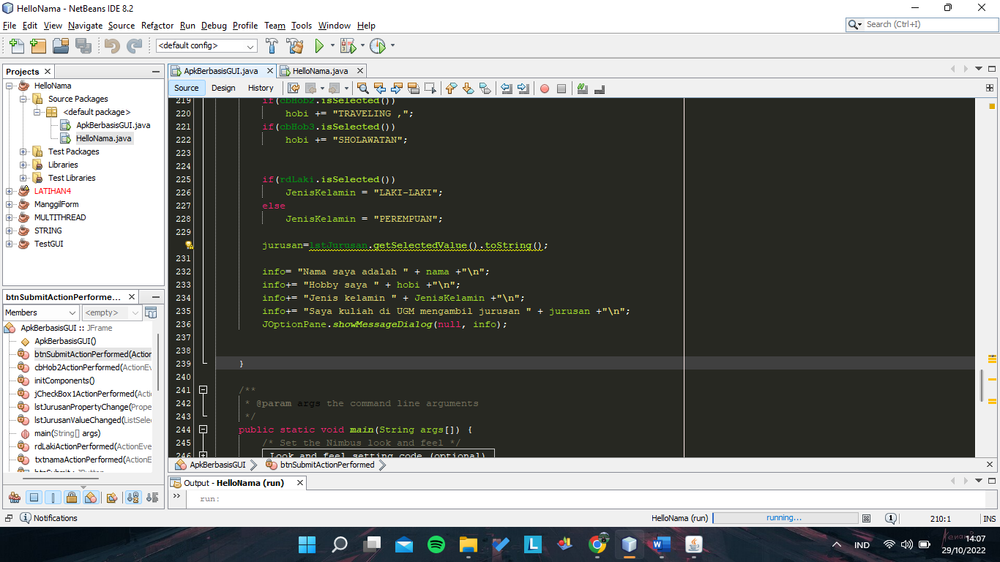 HelloNama - NetBeans IDE 8.2
File Edit View Navigate Source Refactor Run Debug Profile Team Tools Window Help
Search (Ctrl+I)
<default config>
Projects
HelloNama
Source Packages
<default package>
ApkBerbasisGUI.java
HelloNama.java
Test Packages
Libraries
Test Libraries
LATIHAN4
ManggilForm
MULTITHREAD
STRING
TestGUI
btnSubmitActionPerforme...
Members
<empty>
ApkBerbasisGUI :: JFrame
ApkBerbasisGUI()
btnSubmitActionPerformed(Action
cbHob2ActionPerformed(ActionEv
initComponents()
jCheckBox1ActionPerformed(Acti
lstJurusanPropertyChange(Prope
lstJurusanValueChanged(ListSele
main(String[] args)
rdLakiActionPerformed(ActionEve
txtnamaActionPerformed(ActionE
btnSubmit : JButton
ApkBerbasisGUI.java HelloNama.java
Source Design History
219 if(cbHob2.isSelected())
220 hobi += "TRAVELING ,";
221 if(cbHob3.isSelected())
222 hobi += "SHOLAWATAN";
223
224
225 if(rdLaki.isSelected())
226 JenisKelamin = "LAKI-LAKI";
227 else
228 JenisKelamin = "PEREMPUAN";
229
jurusan=lstJurusan.getSelectedValue().toString();
231
232 info= "Nama saya adalah " + nama +"\n";
233 info+= "Hobby saya " + hobi +"\n";
234 info+= "Jenis kelamin " + JenisKelamin +"\n";
235 info+= "Saya kuliah di UGM mengambil jurusan " + jurusan +"\n";
236 JOptionPane.showMessageDialog(null, info);
237
238
239 }
240
241 /**
242 * @param args the command line arguments
243 */
244 public static void main(String args[]) {
245 /* Set the Nimbus look and feel */
246 Look and feel setting code (optional)
ApkBerbasisGUI btnSubmitActionPerformed
Output - HelloNama (run)
run:
Notifications
HelloNama (run) running... 1 210:1 INS
IND
14:07
29/10/2022